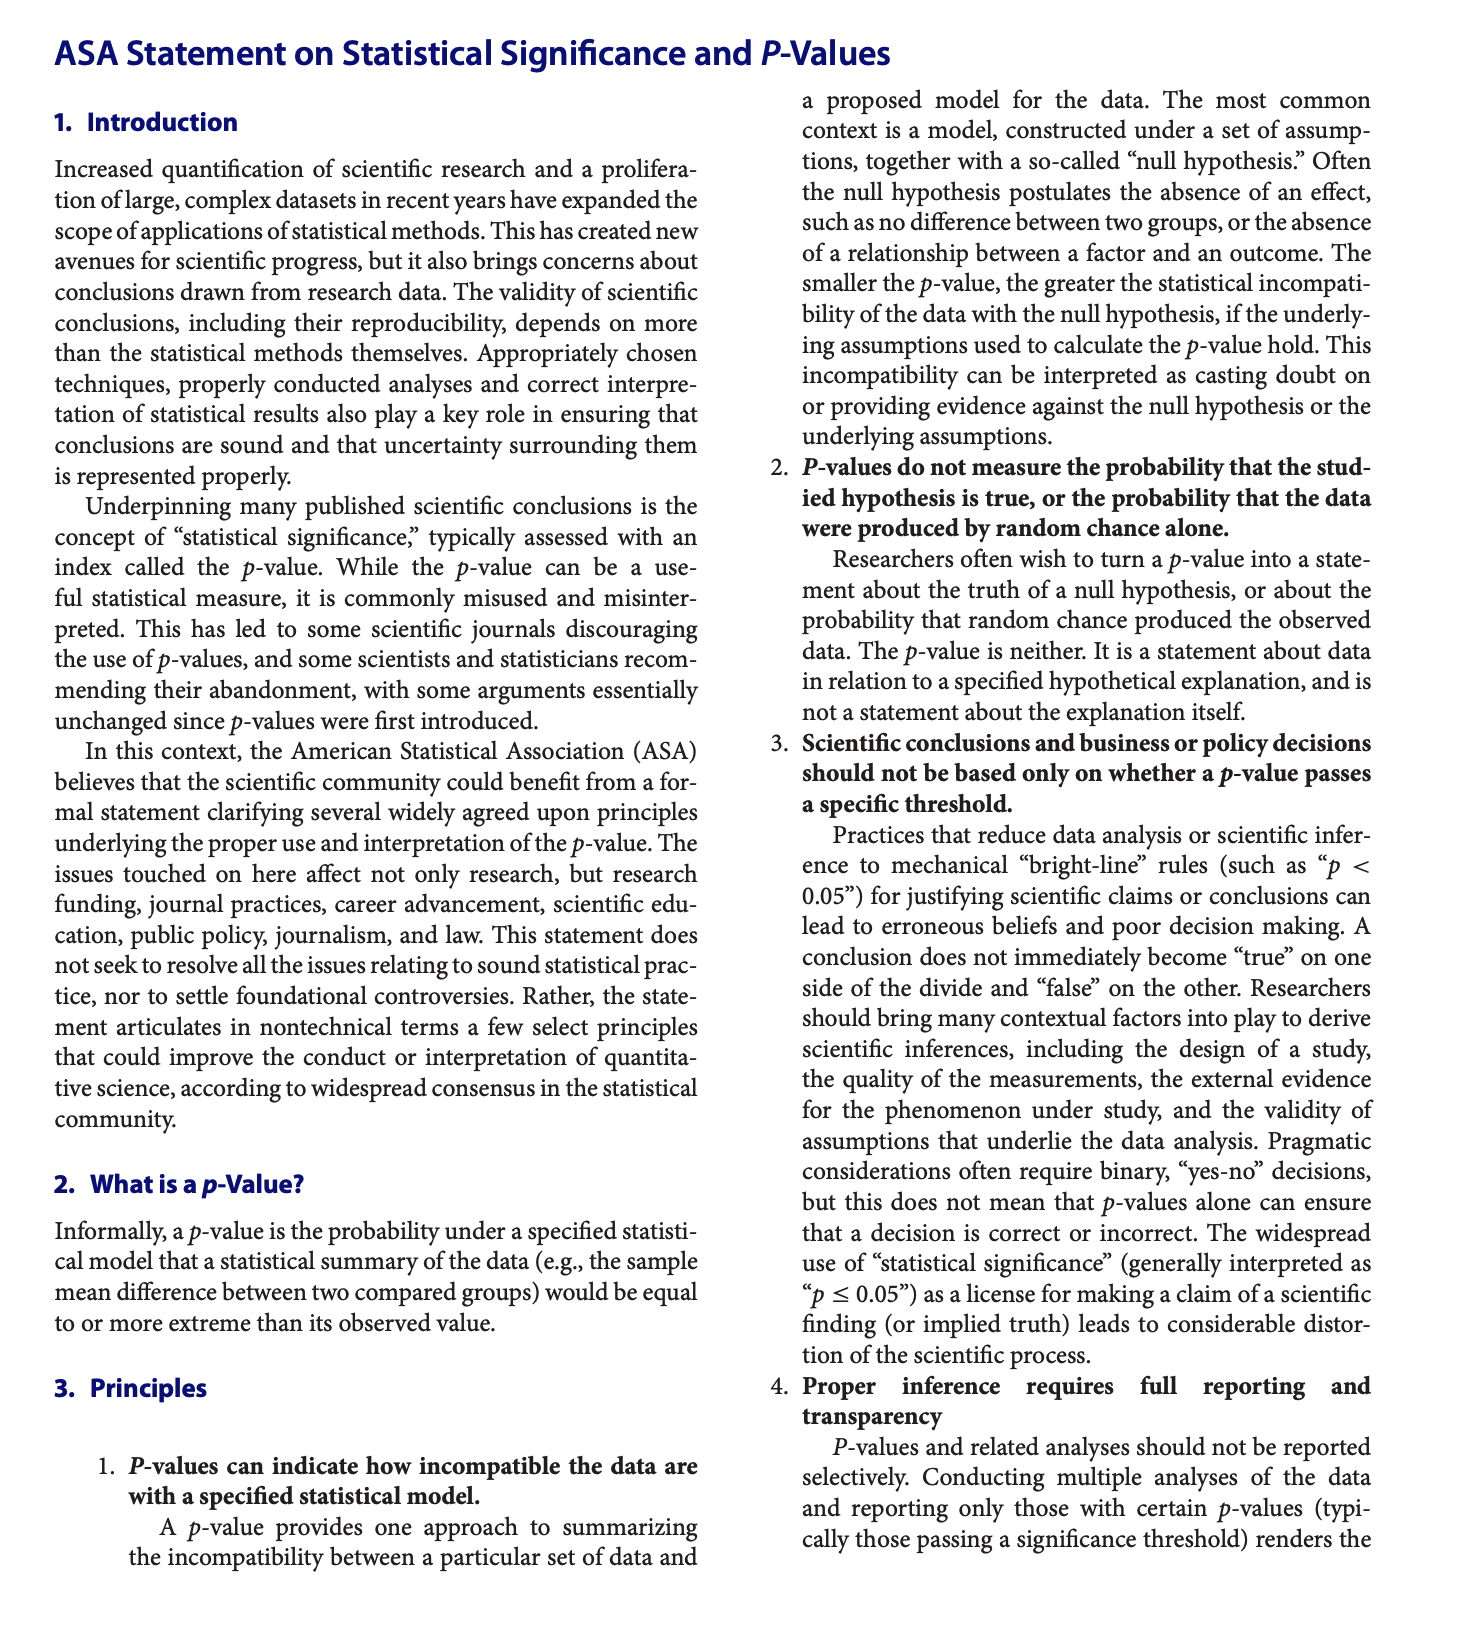 ASA Statement on Statistical Significance and P-Values
1. Introduction
Increased quantification of scientific research and a prolifera-
tion of large, complex datasets in recent years have expanded the
scope of applications of statistical methods. This has created new
avenues for scientific progress, but it also brings concerns about
conclusions drawn from research data. The validity of scientific
conclusions, including their reproducibility, depends on more
than the statistical methods themselves. Appropriately chosen
techniques, properly conducted analyses and correct interpre-
tation of statistical results also play a key role in ensuring that
conclusions are sound and that uncertainty surrounding them
is represented properly.
Underpinning many published scientific conclusions is the
concept of “statistical significance,” typically assessed with an
index called the p-value. While the p-value can be a use-
ful statistical measure, it is commonly misused and misinter-
preted. This has led to some scientific journals discouraging
the use of p-values, and some scientists and statisticians recom-
mending their abandonment, with some arguments essentially
unchanged since p-values were first introduced.
In this context, the American Statistical Association (ASA)
believes that the scientific community could benefit from a for-
mal statement clarifying several widely agreed upon principles
underlying the proper use and interpretation of the p-value. The
issues touched on here affect not only research, but research
funding, journal practices, career advancement, scientific edu-
cation, public policy, journalism, and law. This statement does
not seek to resolve all the issues relating to sound statistical prac-
tice, nor to settle foundational controversies. Rather, the state-
ment articulates in nontechnical terms a few select principles
that could improve the conduct or interpretation of quantita-
tive science, according to widespread consensus in the statistical
community.
2. What is a p-Value?
Informally, a p-value is the probability under a specified statisti-
cal model that a statistical summary of the data (e.g., the sample
mean difference between two compared groups) would be equal
to or more extreme than its observed value.
3. Principles
1. P-values can indicate how incompatible the data are
with a specified statistical model.
A p-value provides one approach to summarizing
the incompatibility between a particular set of data and
a proposed model for the data. The most common
context is a model, constructed under a set of assump-
tions, together with a so-called “null hypothesis.” Often
the null hypothesis postulates the absence of an effect,
such as no difference between two groups, or the absence
of a relationship between a factor and an outcome. The
smaller the p-value, the greater the statistical incompati-
bility of the data with the null hypothesis, if the underly-
ing assumptions used to calculate the p-value hold. This
incompatibility can be interpreted as casting doubt on
or providing evidence against the null hypothesis or the
underlying assumptions.
2. P-values do not measure the probability that the stud-
ied hypothesis is true, or the probability that the data
were produced by random chance alone.
Researchers often wish to turn a p-value into a state-
ment about the truth of a null hypothesis, or about the
probability that random chance produced the observed
data. The p-value is neither. It is a statement about data
in relation to a specified hypothetical explanation, and is
not a statement about the explanation itself.
3. Scientific conclusions and business or policy decisions
should not be based only on whether a p-value passes
a specific threshold.
Practices that reduce data analysis or scientific infer-
ence to mechanical “bright-line” rules (such as “p <
0.05”) for justifying scientific claims or conclusions can
lead to erroneous beliefs and poor decision making. A
conclusion does not immediately become “true” on one
side of the divide and “false” on the other. Researchers
should bring many contextual factors into play to derive
scientific inferences, including the design of a study,
the quality of the measurements, the external evidence
for the phenomenon under study, and the validity of
assumptions that underlie the data analysis. Pragmatic
considerations often require binary, “yes-no” decisions,
but this does not mean that p-values alone can ensure
that a decision is correct or incorrect. The widespread
use of “statistical significance” (generally interpreted as
“p ≤ 0.05”) as a license for making a claim of a scientific
finding (or implied truth) leads to considerable distor-
tion of the scientific process.
4. Proper inference requires full reporting and
transparency
P-values and related analyses should not be reported
selectively. Conducting multiple analyses of the data
and reporting only those with certain p-values (typi-
cally those passing a significance threshold) renders the